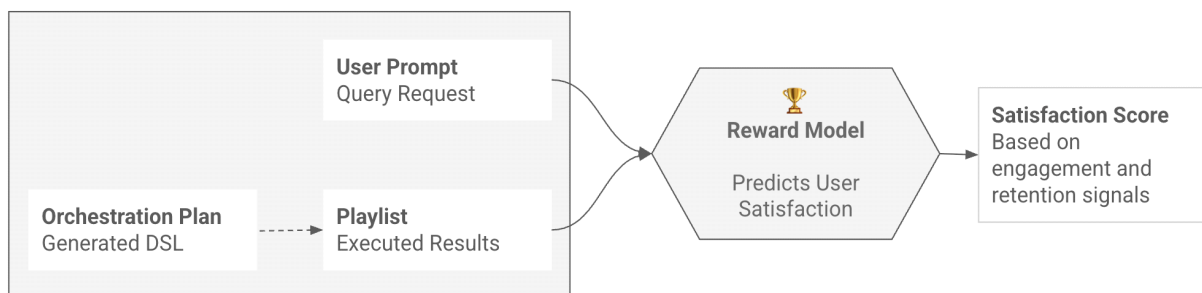 User Prompt
Query Request
Orchestration Plan
Generated DSL
Playlist
Executed Results
Reward Model
Predicts User
Satisfaction
Satisfaction Score
Based on
engagement and
retention signals